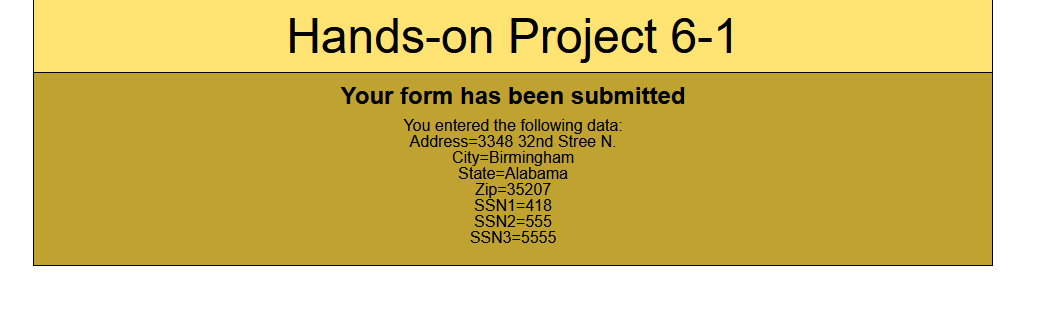 Hands-on Project 6-1
Your form has been submitted
You entered the following data:
Address=3348 32nd Stree N.
City=Birmingham
State=Alabama
Zip=35207
SSN1=418
SSN2=555
SSN3=5555